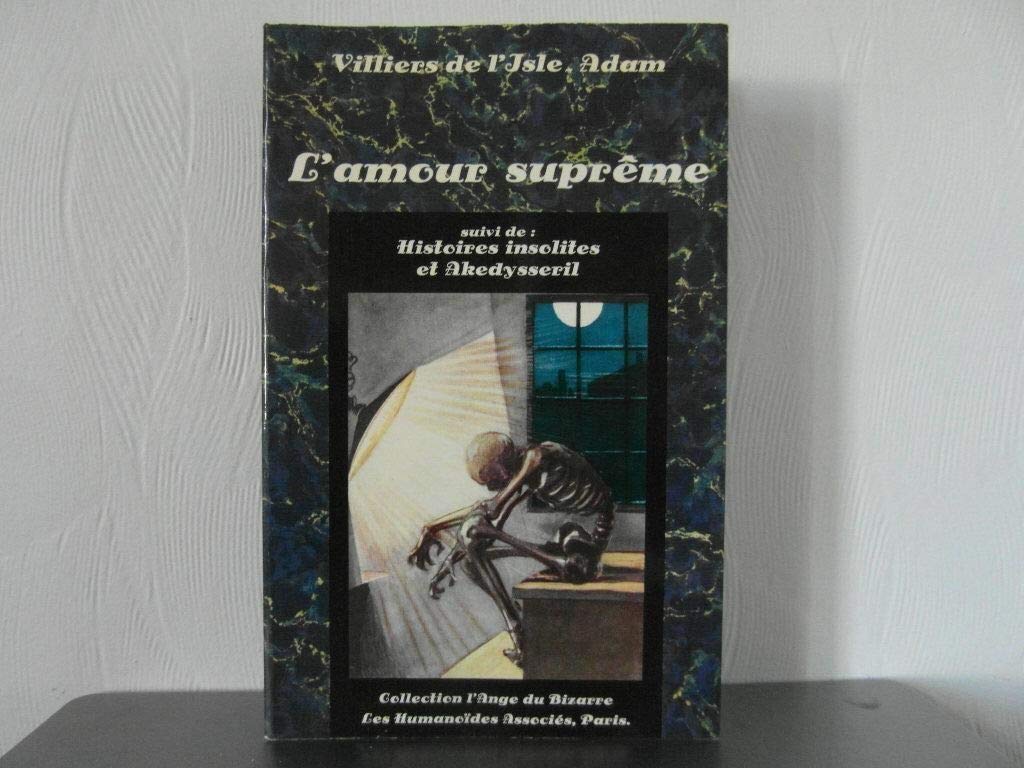 Villiers de l'Isle. Adam
L'amour suprême
suivi de :
Histoires insolites
et Akedysseril
Collection l'Ange du Bizarre
Les Humanoïdes Associés, Paris.